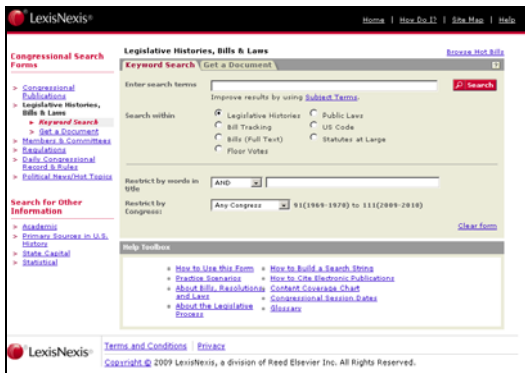 LexisNexis®
Home | How Do I? | Site Map | Help
Congressional Search
Forms
> Congressional
Publications
> Legislative Histories,
Bills & Laws
> Keyword Search
> Get a Document
> Members & Committees
> Regulations
> Daily Congressional
Record & Rules
> Political News/Hot Topics
Search for Other
Information
> Academic
> Primary Sources in U.S.
History
> State Capital
> Statistical
Legislative Histories, Bills & Laws
Browse Hot Bills
Keyword Search Get a Document ?
Enter search terms
Search
Improve results by using Subject Terms.
Search within
Legislative Histories Public Laws
Bill Tracking US Code
Bills (Full Text) Statutes at Large
Floor Votes
Restrict by words in
title
AND
Restrict by
Congress:
Any Congress 91(1969-1970) to 111(2009-2010)
Clear form
Help Toolbox
How to Use this Form
Practice Scenarios
About Bills, Resolutions
and Laws
About the Legislative
Process
How to Build a Search String
How to Cite Electronic Publications
Content Coverage Chart
Congressional Session Dates
Glossary
LexisNexis®
Terms and Conditions | Privacy
Copyright © 2009 LexisNexis, a division of Reed Elsevier Inc. All Rights Reserved.